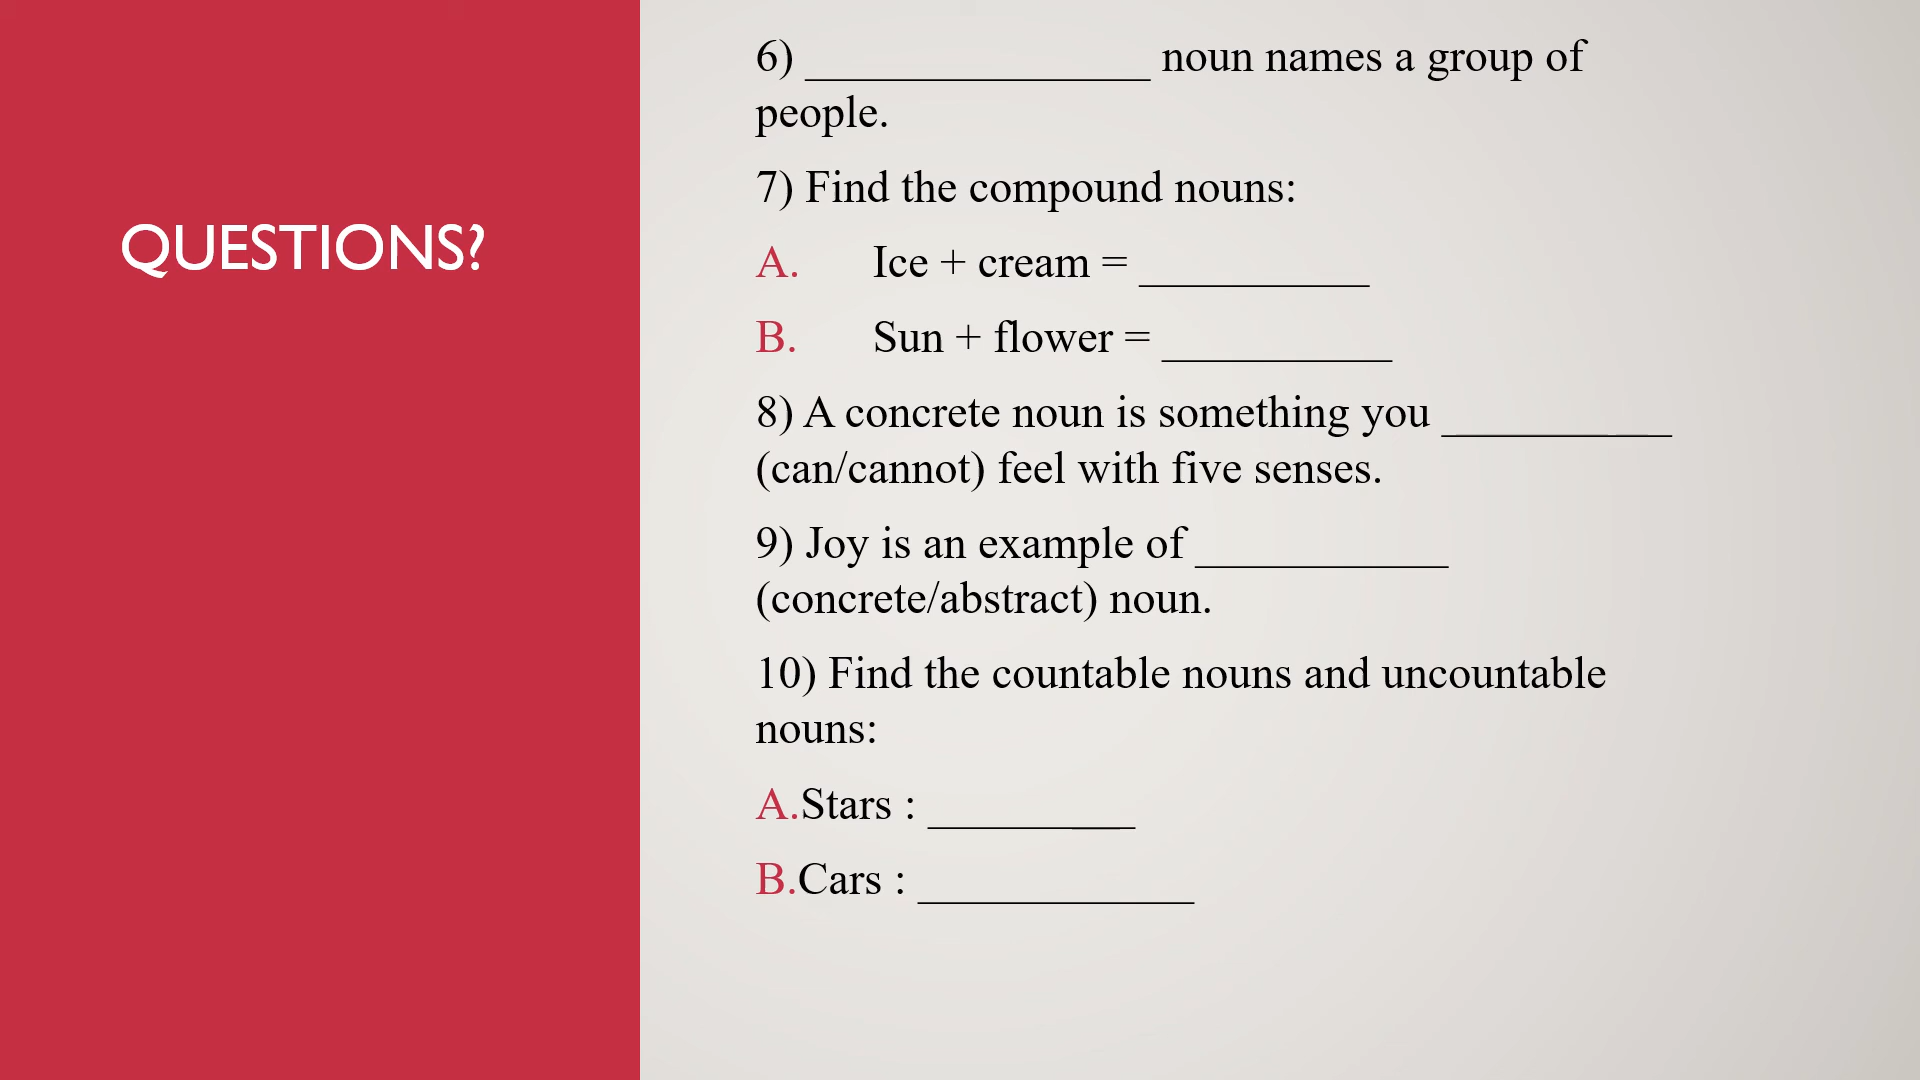 QUESTIONS?
6) _______________ noun names a group of
people.
7) Find the compound nouns:
A. Ice + cream = __________
B. Sun + flower = __________
8) A concrete noun is something you __________
(can/cannot) feel with five senses.
9) Joy is an example of ___________
(concrete/abstract) noun.
10) Find the countable nouns and uncountable
nouns:
A.Stars : _________
B.Cars : ____________